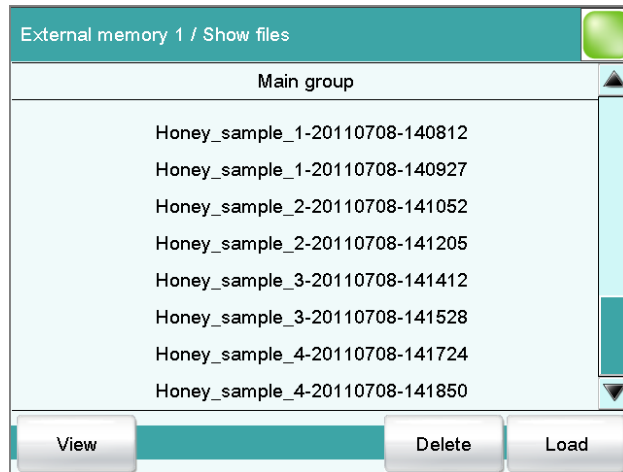 External memory 1 / Show files
Main group
Honey_sample_1-20110708-140812
Honey_sample_1-20110708-140927
Honey_sample_2-20110708-141052
Honey_sample_2-20110708-141205
Honey_sample_3-20110708-141412
Honey_sample_3-20110708-141528
Honey_sample_4-20110708-141724
Honey_sample_4-20110708-141850
View Delete Load